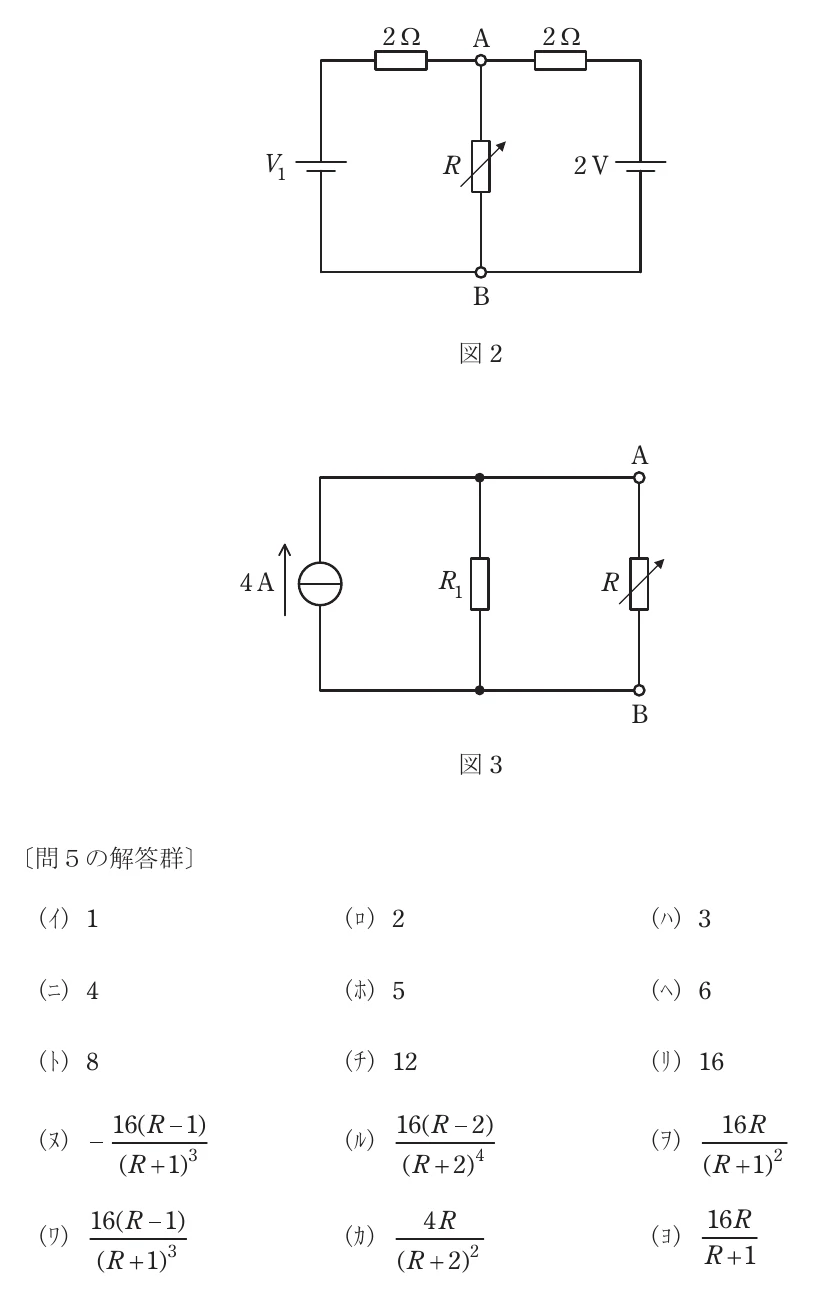 2 Ω A 2 Ω
V₁ R 2 V
B
図 2
A
4 A R₁ R
B
図 3
〔問５の解答群〕
(ｲ) 1 (ﾛ) 2 (ﾊ) 3
(ﾆ) 4 (ﾎ) 5 (ﾍ) 6
(ﾄ) 8 (ﾁ) 12 (ﾘ) 16
(ﾇ) −16(R−1)/(R+1)³ (ﾙ) 16(R−2)/(R+2)⁴ (ｦ) 16R/(R+1)²
(ﾜ) 16(R−1)/(R+1)³ (ｶ) 4R/(R+2)² (ﾖ) 16R/R+1